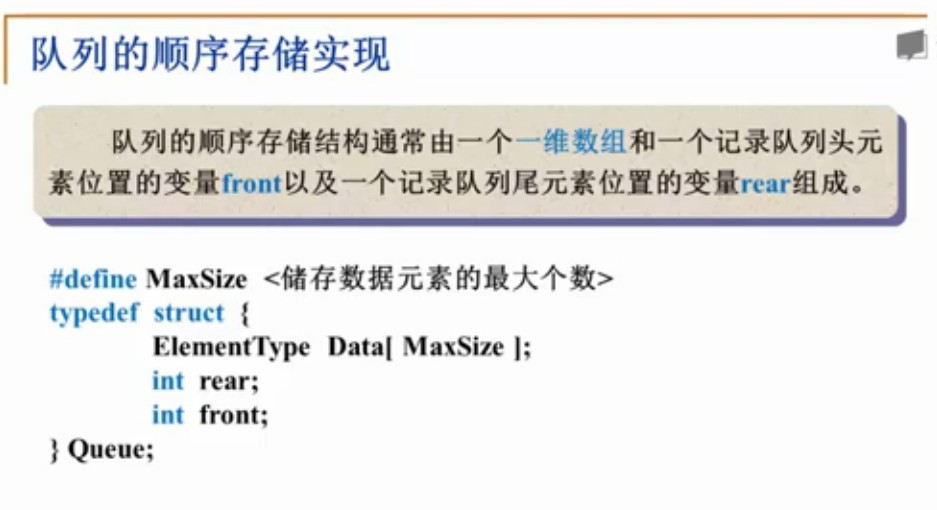 队列的顺序存储实现
队列的顺序存储结构通常由一个一维数组和一个记录队列头元
素位置的变量front以及一个记录队列尾元素位置的变量rear组成。
#define MaxSize <储存数据元素的最大个数>
typedef struct {
ElementType Data[ MaxSize ];
int rear;
int front;
} Queue;